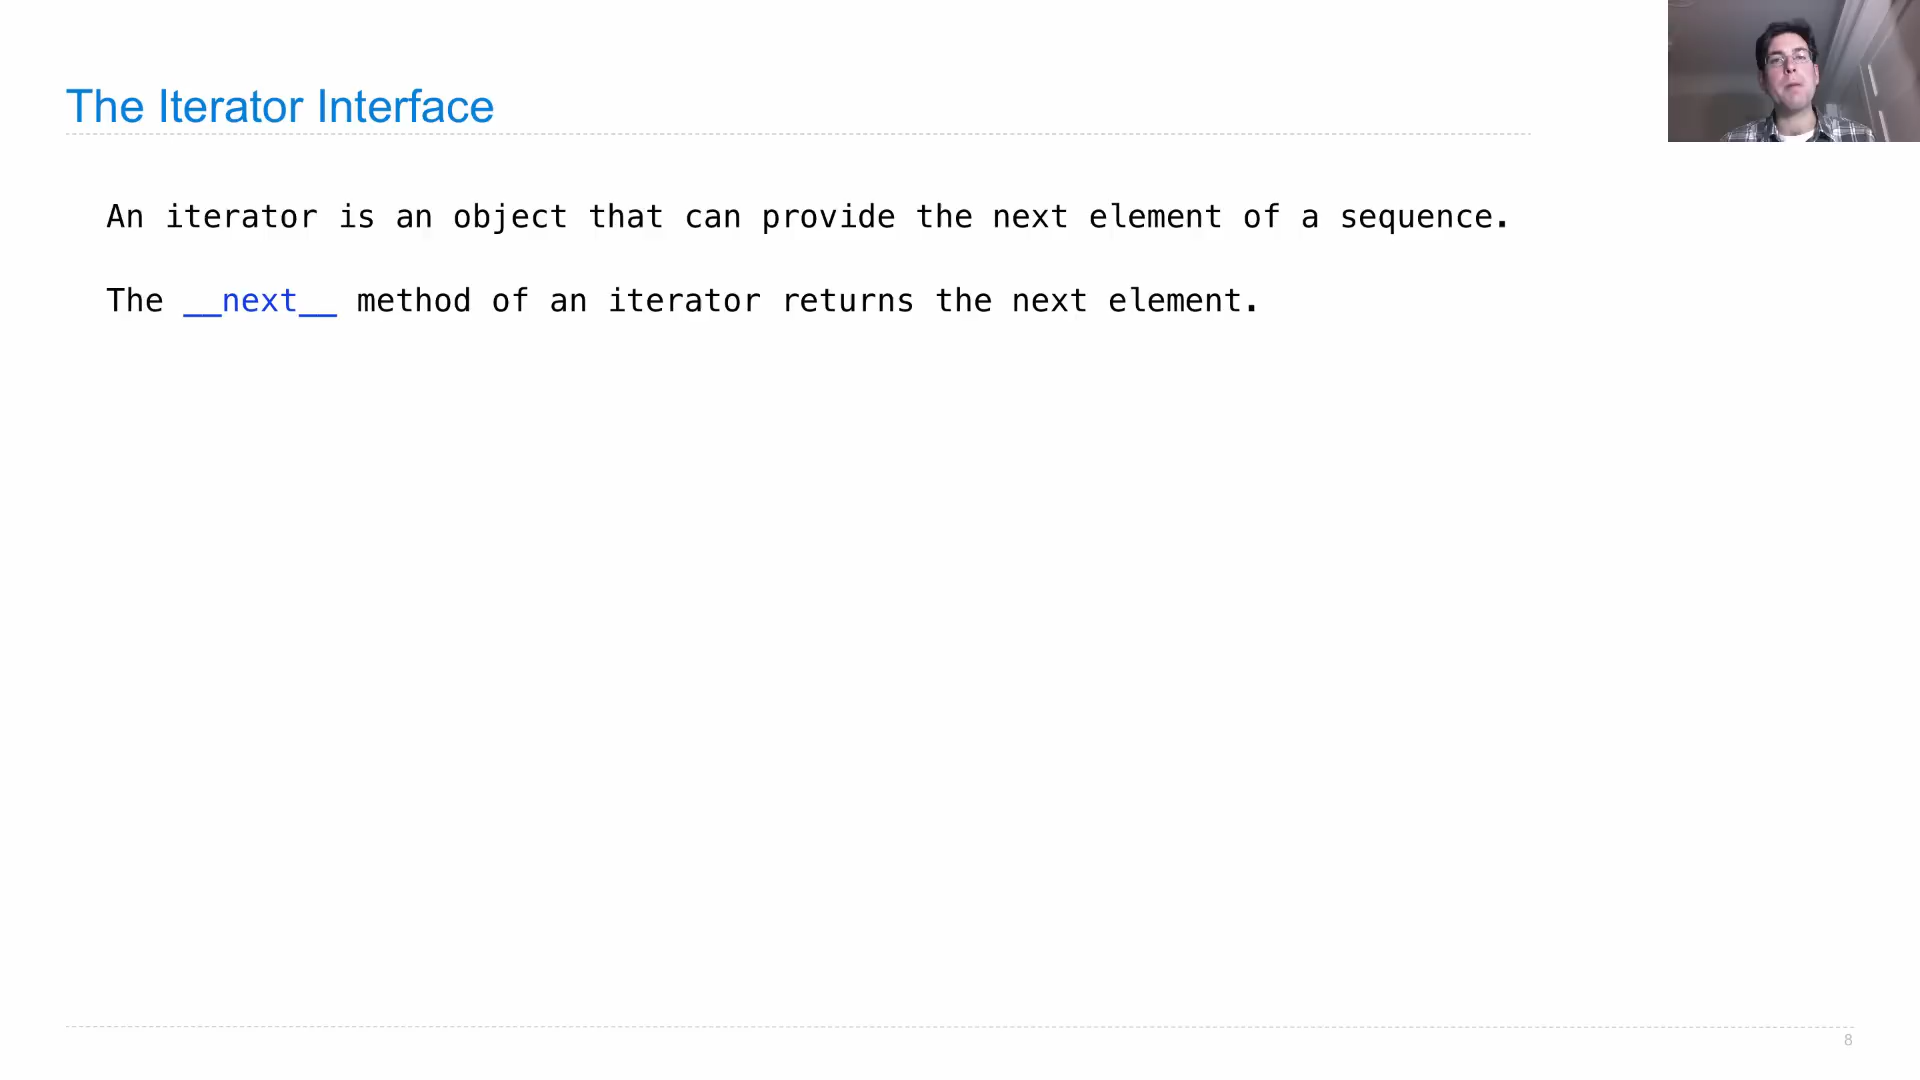 The Iterator Interface
An iterator is an object that can provide the next element of a sequence.
The __next__ method of an iterator returns the next element.
8